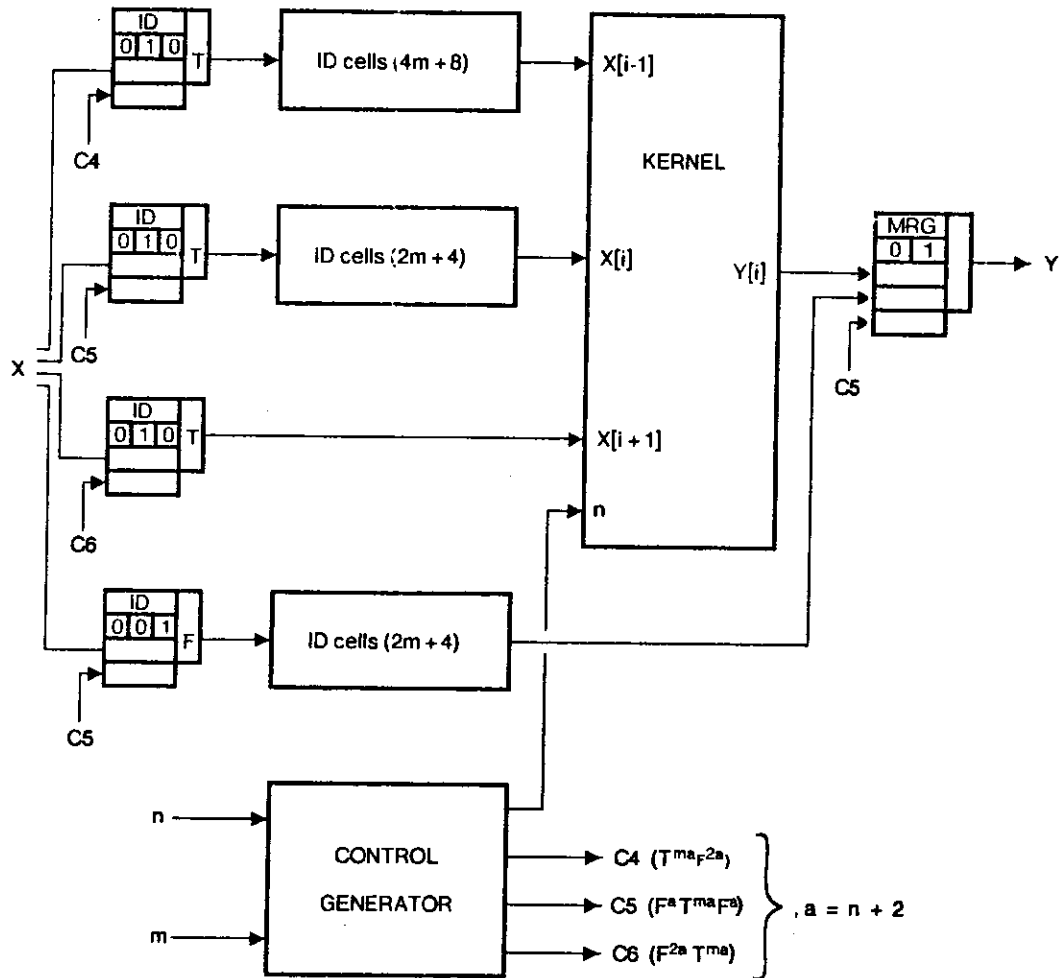 ID
0 1 0 T
C4
ID cells (4m + 8)
X[i-1]
KERNEL
ID
0 1 0 T
C5
ID cells (2m + 4)
X[i]
Y[i]
MRG
0 1
Y
C5
X
ID
0 1 0 T
C6
X[i + 1]
n
ID
0 0 1 F
C5
ID cells (2m + 4)
n
m
CONTROL
GENERATOR
C4 (T^ma F^2a)
C5 (F^a T^ma F^a)
C6 (F^2a T^ma)
, a = n + 2